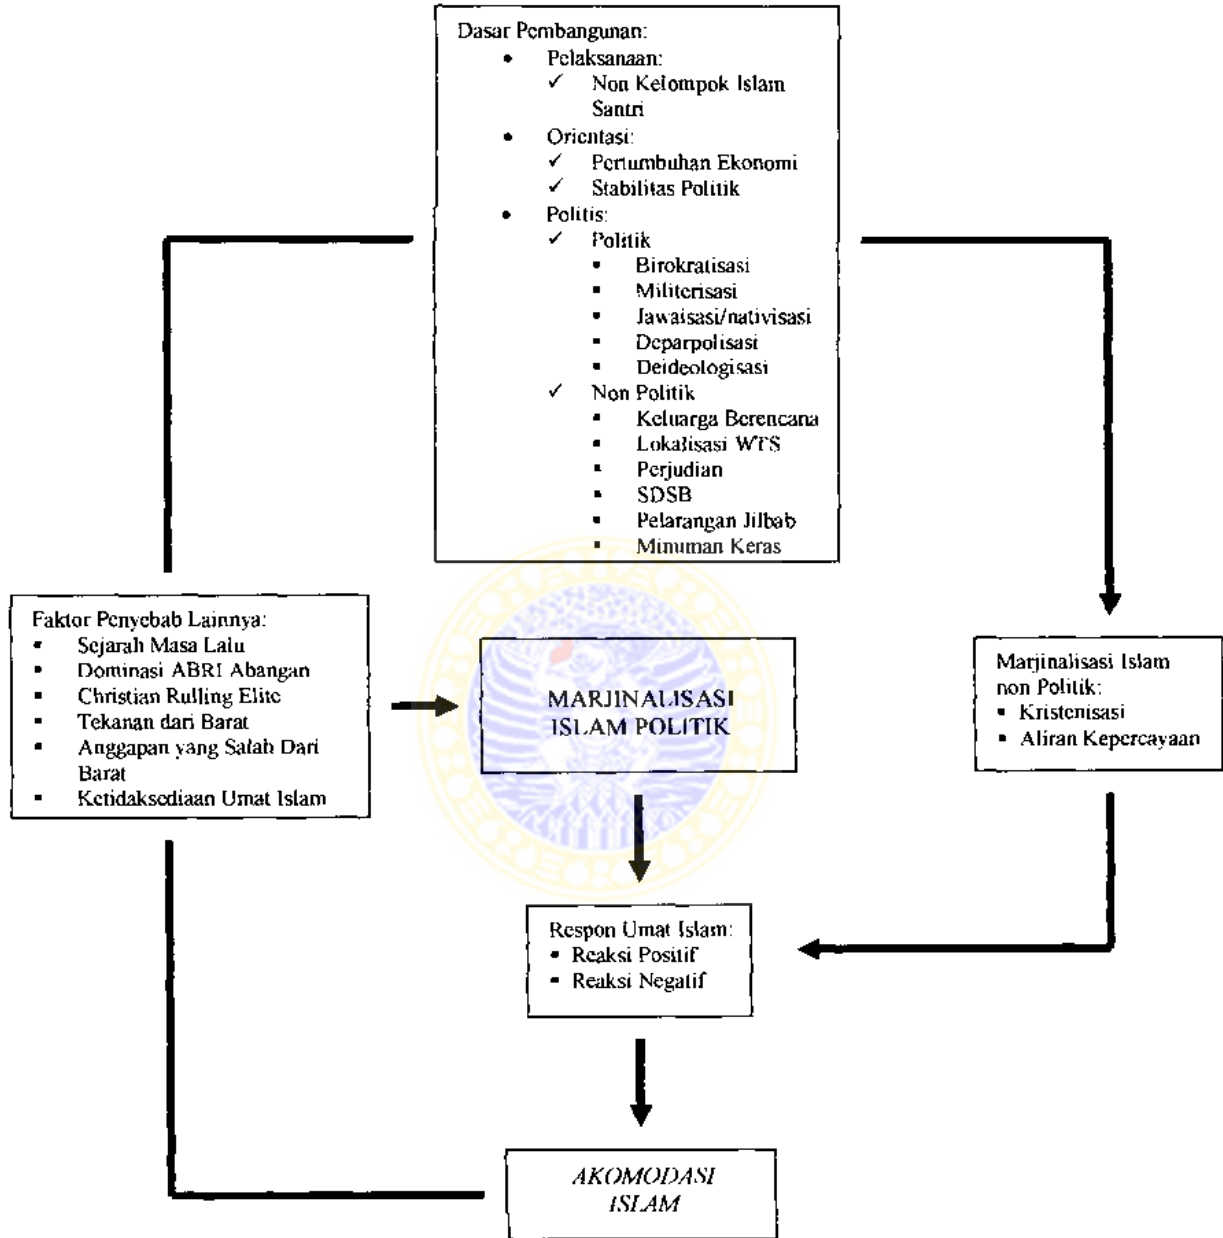 Dasar Pembangunan:
• Pelaksanaan:
✓ Non Kelompok Islam
Santri
• Orientasi:
✓ Pertumbuhan Ekonomi
✓ Stabilitas Politik
• Politis:
✓ Politik
▪ Birokratisasi
▪ Militerisasi
▪ Jawaisasi/nativisasi
▪ Deparpolisasi
▪ Deideologisasi
✓ Non Politik
▪ Keluarga Berencana
▪ Lokalisasi WTS
▪ Perjudian
▪ SDSB
▪ Pelarangan Jilbab
▪ Minuman Keras
Faktor Penyebab Lainnya:
▪ Sejarah Masa Lalu
▪ Dominasi ABRI Abangan
▪ Christian Rulling Elite
▪ Tekanan dari Barat
▪ Anggapan yang Salah Dari
Barat
▪ Ketidaksediaan Umat Islam
MARJINALISASI
ISLAM POLITIK
Marjinalisasi Islam
non Politik:
▪ Kristenisasi
▪ Aliran Kepercayaan
Respon Umat Islam:
▪ Reaksi Positif
▪ Reaksi Negatif
AKOMODASI
ISLAM